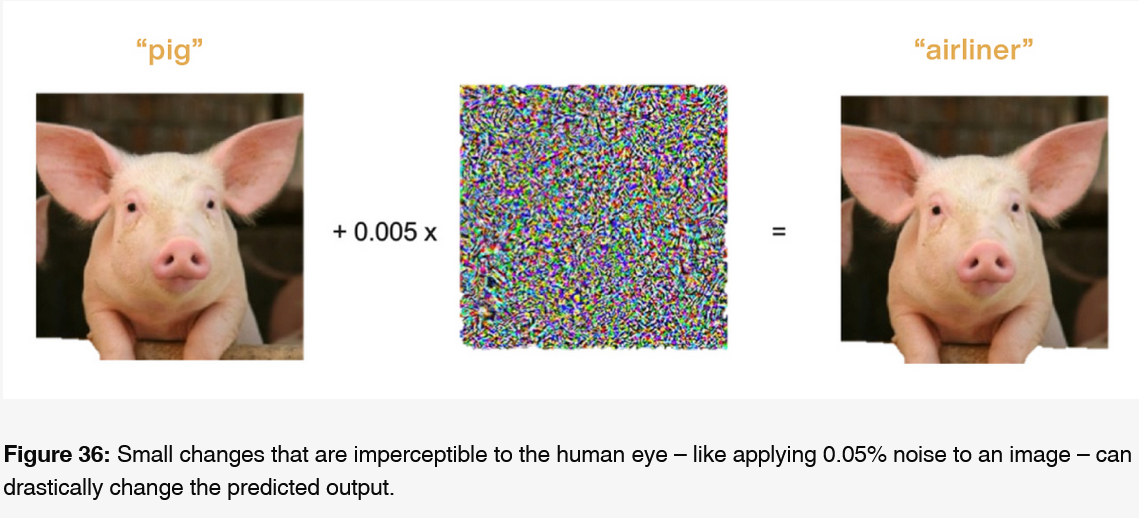 “pig”
“airliner”
+ 0.005 x
=
Figure 36: Small changes that are imperceptible to the human eye – like applying 0.05% noise to an image – can
drastically change the predicted output.